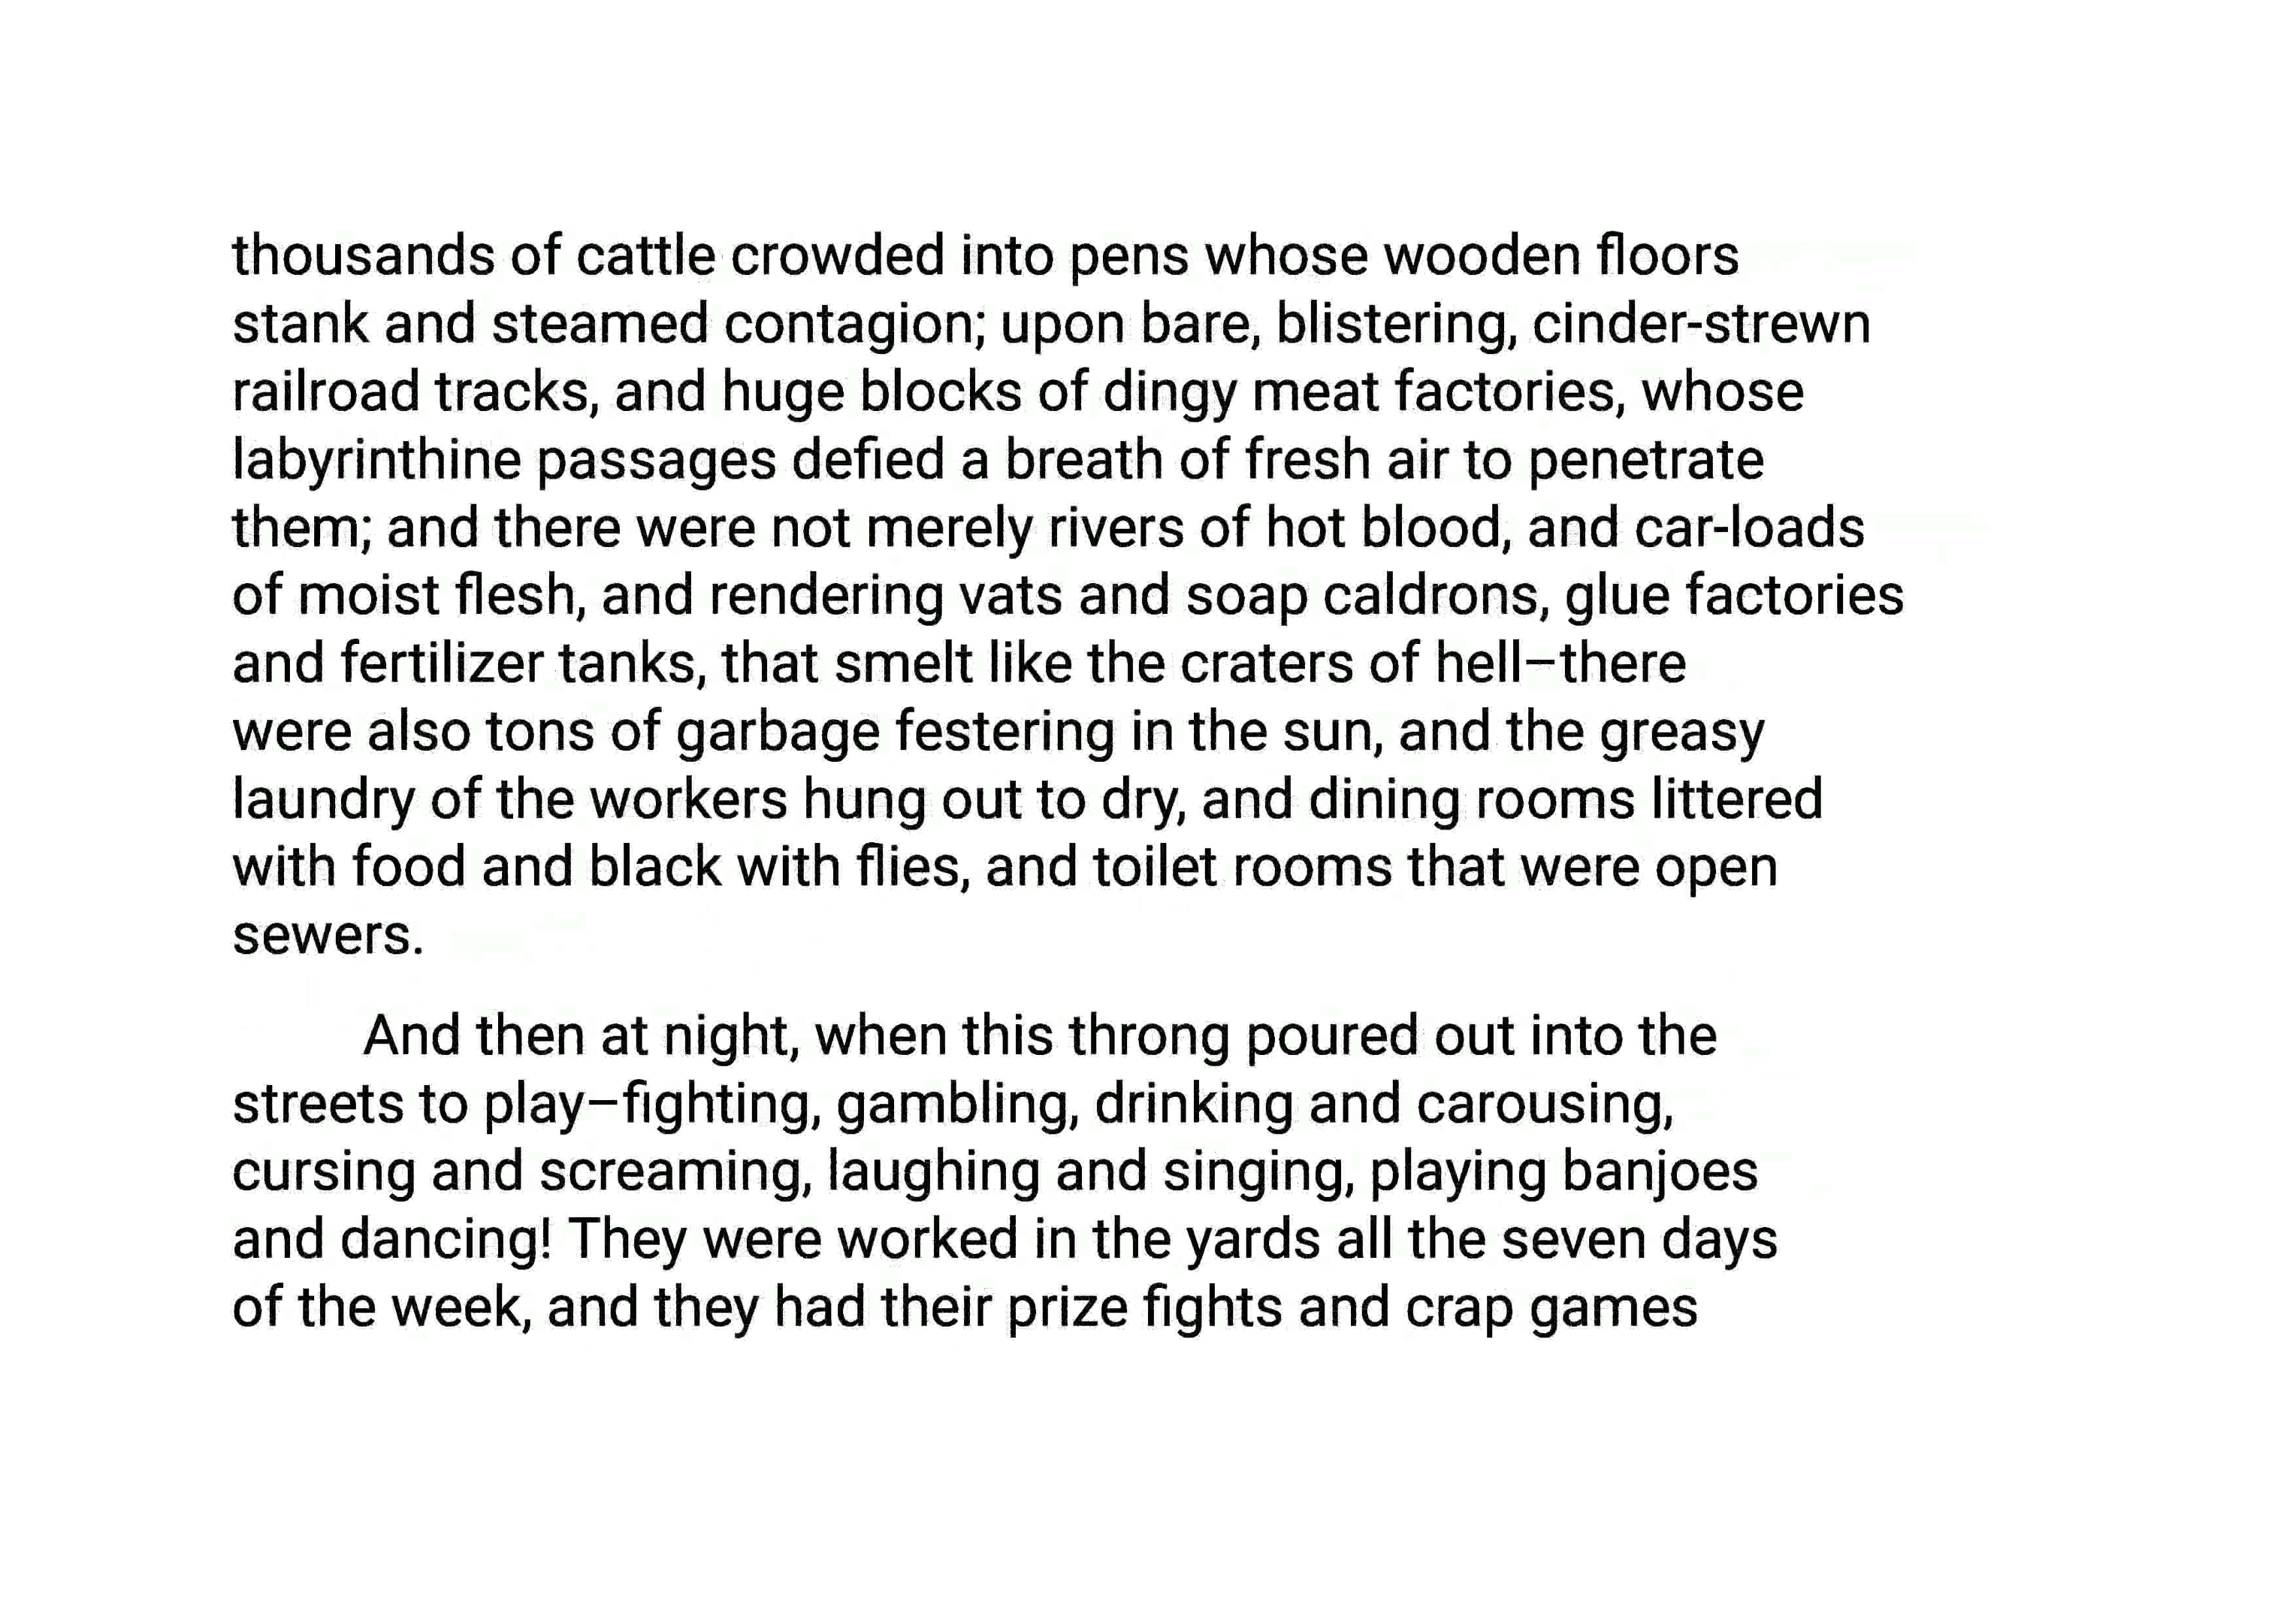 thousands of cattle crowded into pens whose wooden floors
stank and steamed contagion; upon bare, blistering, cinder-strewn
railroad tracks, and huge blocks of dingy meat factories, whose
labyrinthine passages defied a breath of fresh air to penetrate
them; and there were not merely rivers of hot blood, and car-loads
of moist flesh, and rendering vats and soap caldrons, glue factories
and fertilizer tanks, that smelt like the craters of hell–there
were also tons of garbage festering in the sun, and the greasy
laundry of the workers hung out to dry, and dining rooms littered
with food and black with flies, and toilet rooms that were open
sewers.
And then at night, when this throng poured out into the
streets to play–fighting, gambling, drinking and carousing,
cursing and screaming, laughing and singing, playing banjoes
and dancing! They were worked in the yards all the seven days
of the week, and they had their prize fights and crap games